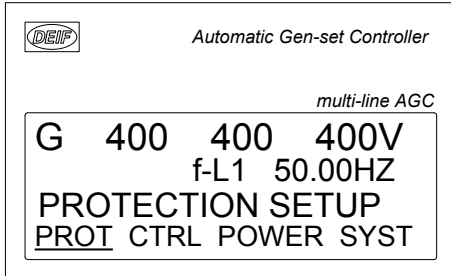 DEIF
Automatic Gen-set Controller
multi-line AGC
G 400 400 400V
f-L1 50.00HZ
PROTECTION SETUP
PROT CTRL POWER SYST